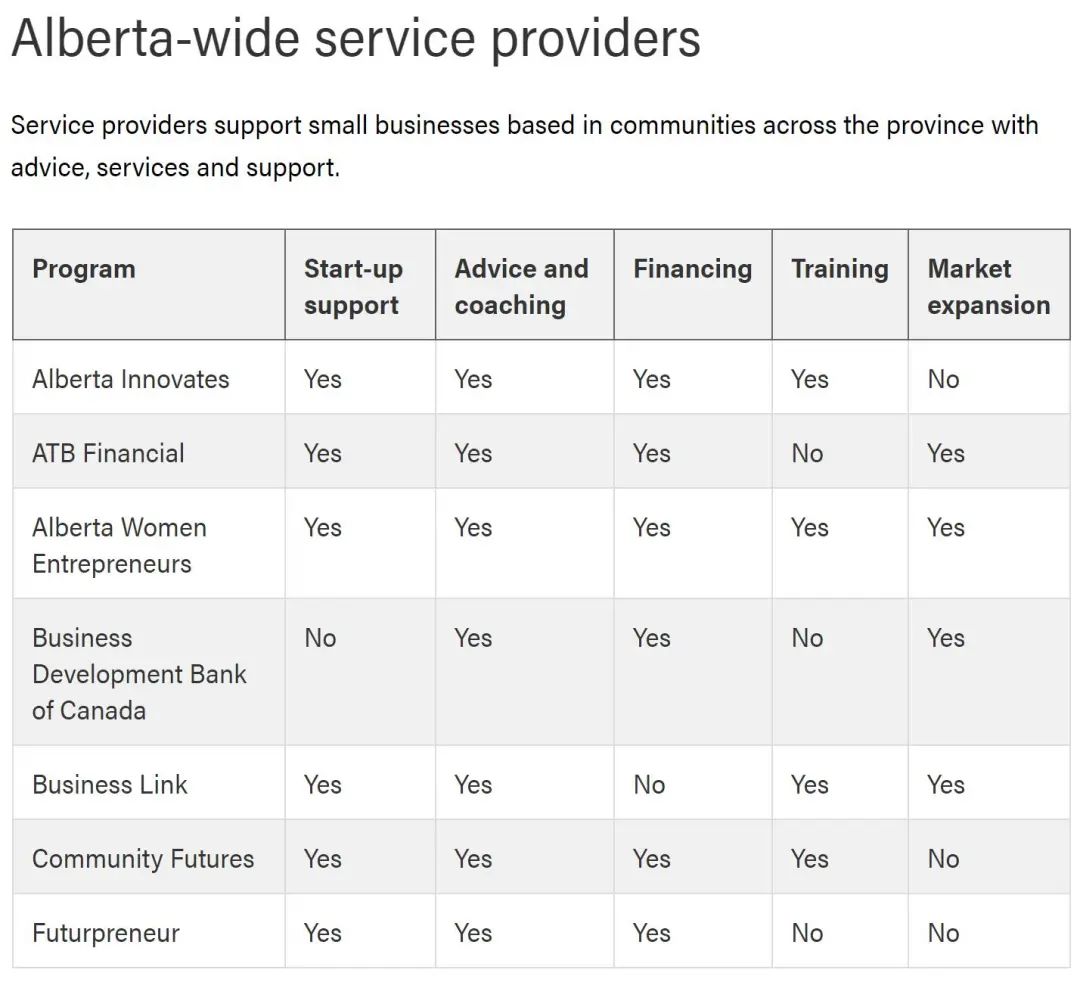 Alberta-wide service providers
Service providers support small businesses based in communities across the province with
advice, services and support.
Program Start-up support Advice and coaching Financing Training Market expansion
Alberta Innovates Yes Yes Yes Yes No
ATB Financial Yes Yes Yes No Yes
Alberta Women Entrepreneurs Yes Yes Yes Yes Yes
Business Development Bank of Canada No Yes Yes No Yes
Business Link Yes Yes No Yes Yes
Community Futures Yes Yes Yes Yes No
Futurpreneur Yes Yes Yes No No